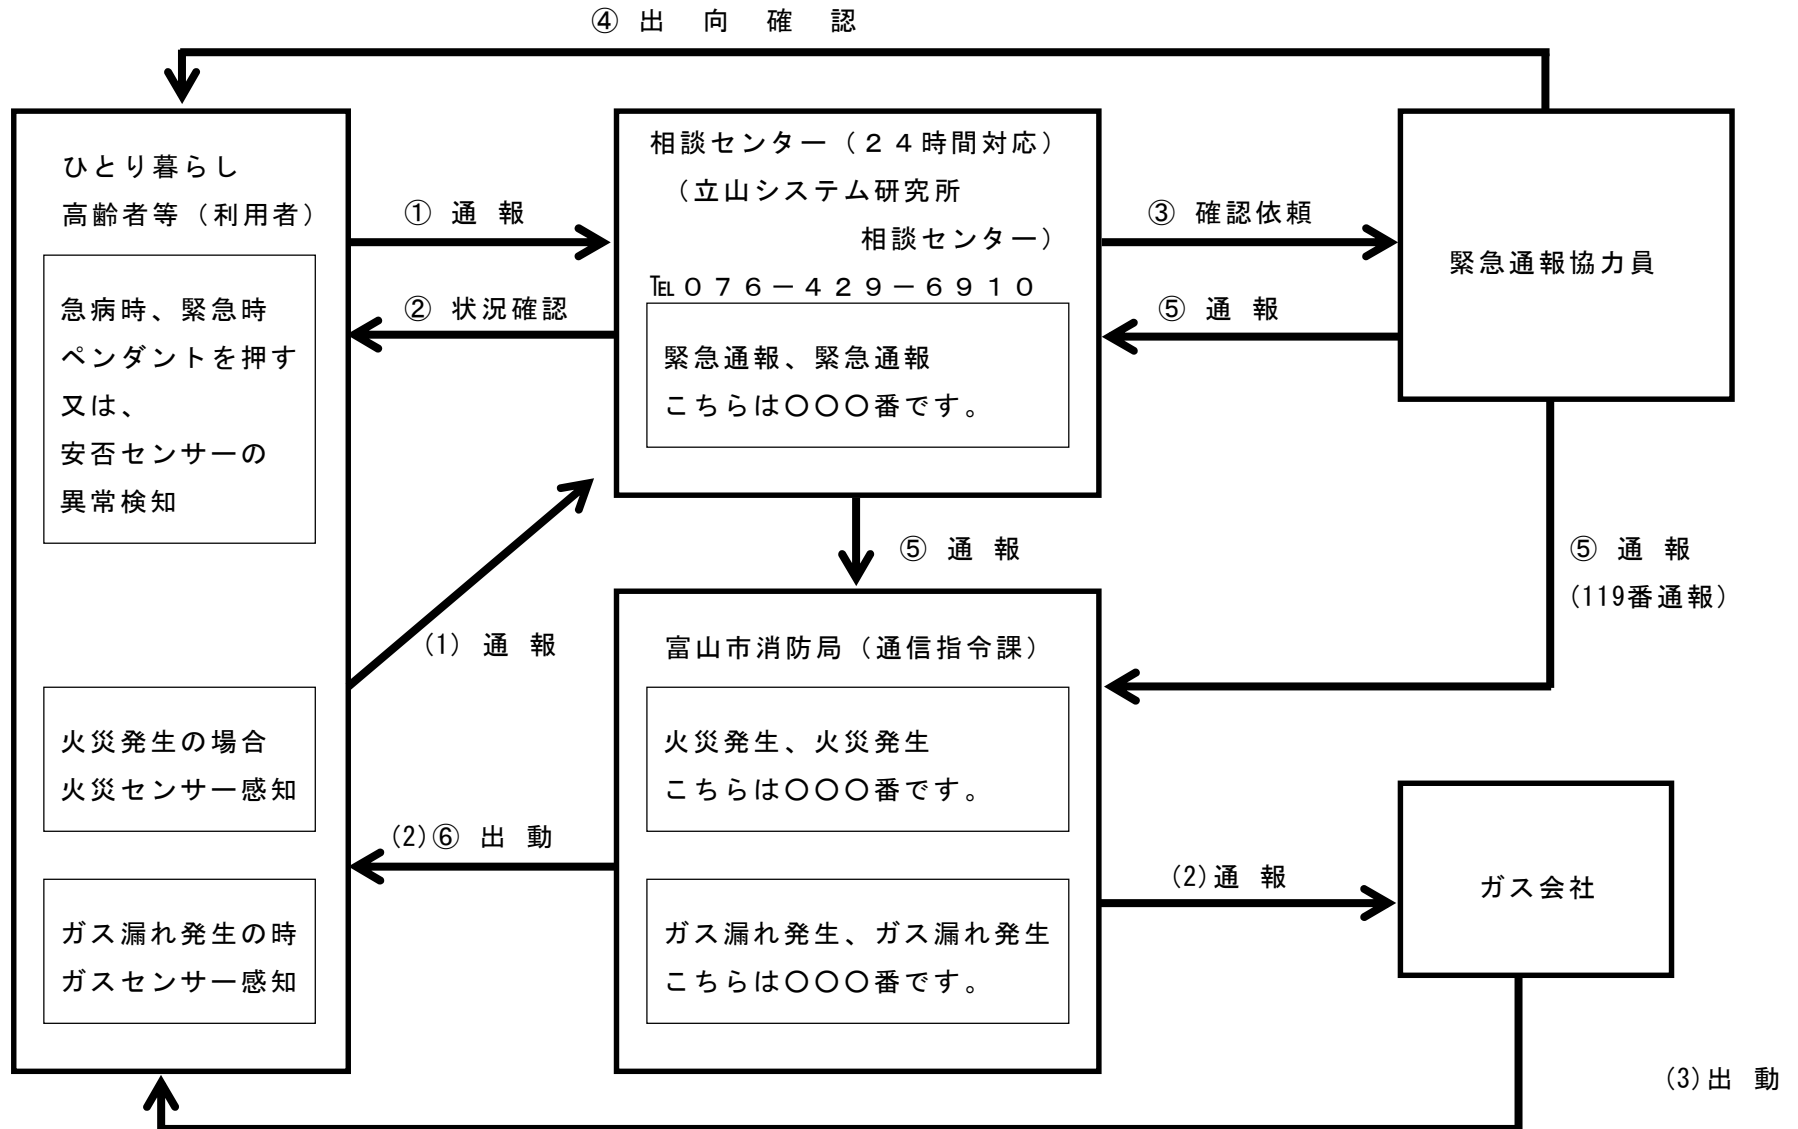 ④ 出 向 確 認
ひとり暮らし
高齢者等（利用者）
急病時、緊急時
ペンダントを押す
又は、
安否センサーの
異常検知
火災発生の場合
火災センサー感知
ガス漏れ発生の時
ガスセンサー感知
① 通 報
② 状況確認
(1) 通 報
(2)⑥ 出 動
相談センター（２４時間対応）
（立山システム研究所
相談センター）
℡０７６－４２９－６９１０
緊急通報、緊急通報
こちらは〇〇〇番です。
⑤ 通 報
富山市消防局（通信指令課）
火災発生、火災発生
こちらは〇〇〇番です。
ガス漏れ発生、ガス漏れ発生
こちらは〇〇〇番です。
③ 確認依頼
⑤ 通 報
緊急通報協力員
⑤ 通 報
(119番通報)
(2)通 報
ガス会社
(3)出 動